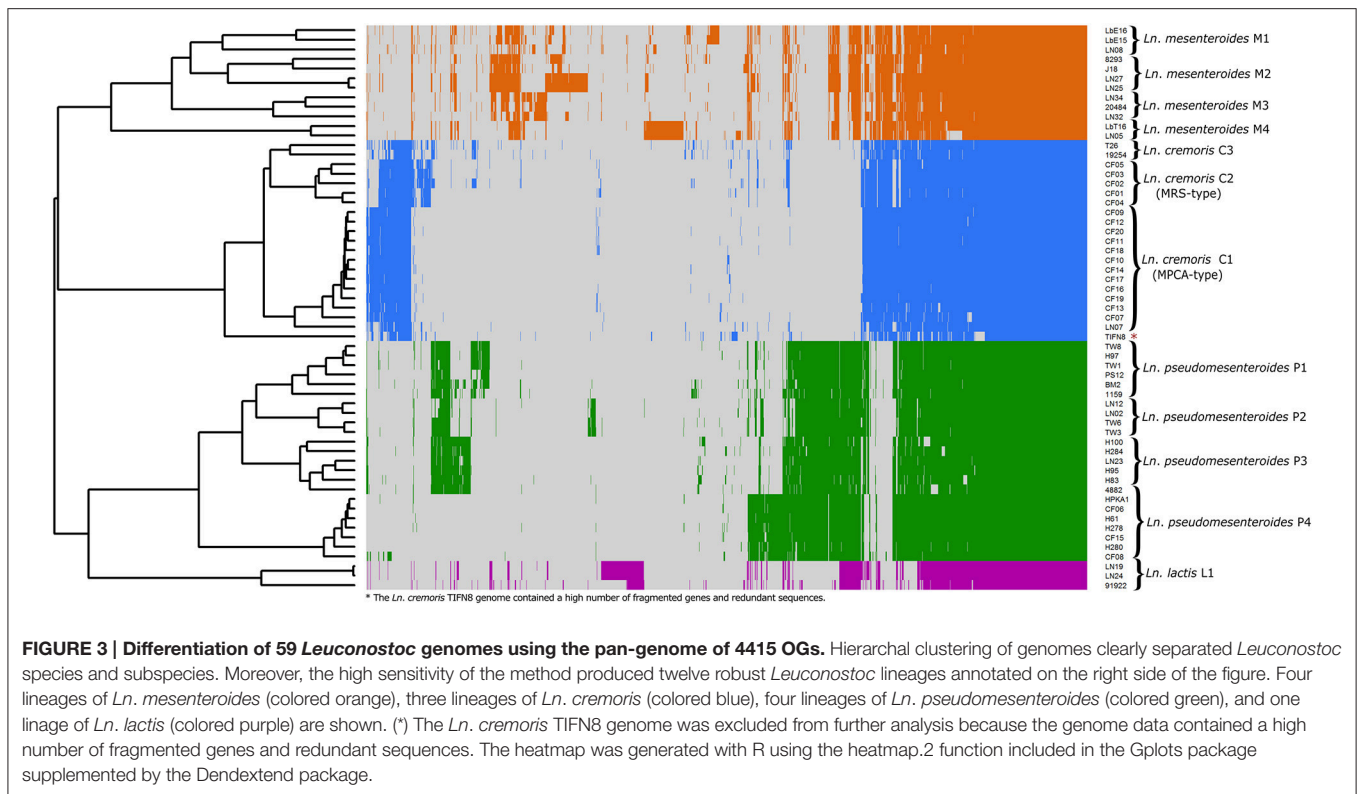 LbE16
LbE15
LN08
Ln. mesenteroides M1
8293
J18
LN27
LN25
Ln. mesenteroides M2
LN34
20484
LN32
Ln. mesenteroides M3
LbT16
LN05
Ln. mesenteroides M4
T26
19254
Ln. cremoris C3
CF05
CF03
CF02
CF01
CF04
Ln. cremoris C2
(MRS-type)
CF09
CF12
CF20
CF11
CF18
CF10
CF14
CF17
CF16
CF19
CF13
CF07
LN07
Ln. cremoris C1
(MPCA-type)
TIFN8 *
TW8
H97
TW1
PS12
BM2
1159
Ln. pseudomesenteroides P1
LN12
LN02
TW6
TW3
Ln. pseudomesenteroides P2
H100
H284
LN23
H95
H83
Ln. pseudomesenteroides P3
4882
HPKA1
CF06
H61
H278
CF15
H280
CF08
Ln. pseudomesenteroides P4
LN19
LN24
91922
Ln. lactis L1
* The Ln. cremoris TIFN8 genome contained a high number of fragmented genes and redundant sequences.
FIGURE 3 | Differentiation of 59 Leuconostoc genomes using the pan-genome of 4415 OGs. Hierarchal clustering of genomes clearly separated Leuconostoc
species and subspecies. Moreover, the high sensitivity of the method produced twelve robust Leuconostoc lineages annotated on the right side of the figure. Four
lineages of Ln. mesenteroides (colored orange), three lineages of Ln. cremoris (colored blue), four lineages of Ln. pseudomesenteroides (colored green), and one
linage of Ln. lactis (colored purple) are shown. (*) The Ln. cremoris TIFN8 genome was excluded from further analysis because the genome data contained a high
number of fragmented genes and redundant sequences. The heatmap was generated with R using the heatmap.2 function included in the Gplots package
supplemented by the Dendextend package.